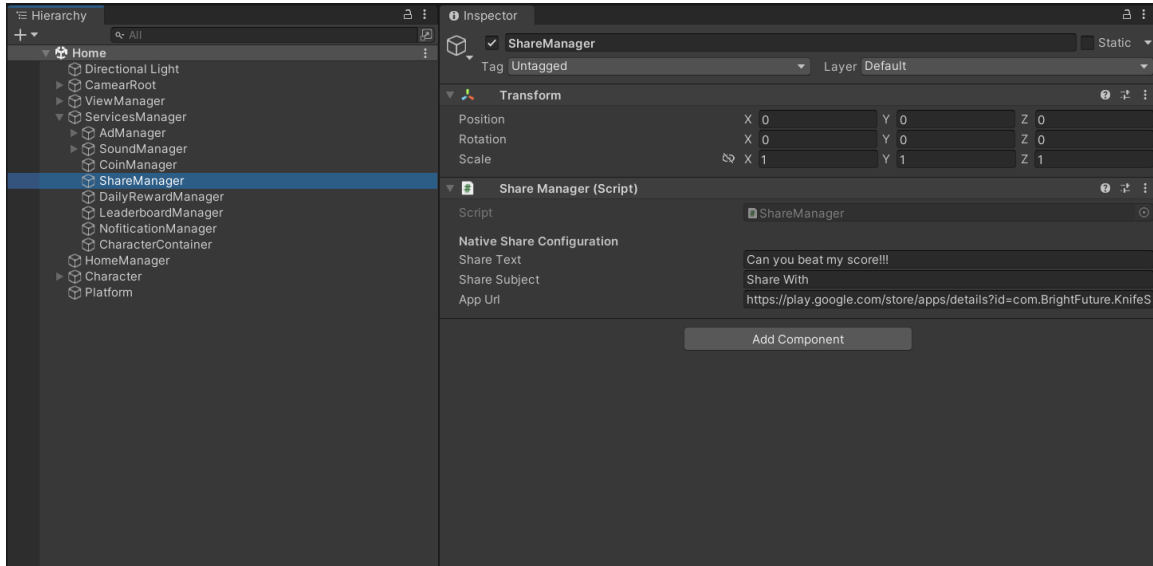 Hierarchy
All
Home
Directional Light
CamearRoot
ViewManager
ServicesManager
AdManager
SoundManager
CoinManager
ShareManager
DailyRewardManager
LeaderboardManager
NofiticationManager
CharacterContainer
HomeManager
Character
Platform
Inspector
ShareManager Static
Tag Untagged Layer Default
Transform
Position X 0 Y 0 Z 0
Rotation X 0 Y 0 Z 0
Scale X 1 Y 1 Z 1
# Share Manager (Script)
Script # ShareManager
Native Share Configuration
Share Text Can you beat my score!!!
Share Subject Share With
App Url https://play.google.com/store/apps/details?id=com.BrightFuture.KnifeS
Add Component